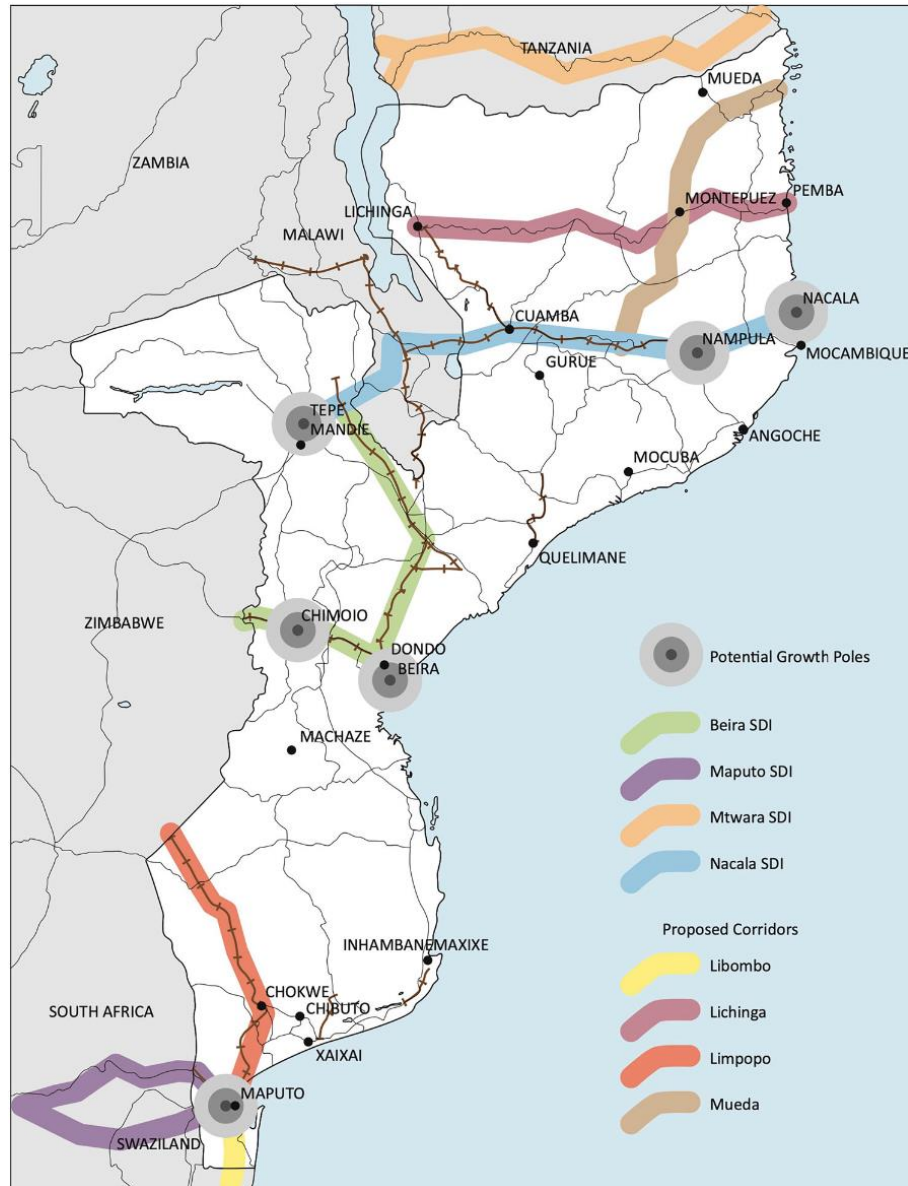 TANZANIA
MUEDA
ZAMBIA
MONTEPUEZ
PEMBA
LICHINGA
MALAWI
NACALA
CUAMBA
NAMPULA
MOCAMBIQUE
GURUE
TEPE
MANDIE
ANGOCHE
MOCUBA
QUELIMANE
CHIMOIO
ZIMBABWE
DONDO
BEIRA
MACHAZE
INHAMBANEMAXIXE
CHOKWE
CHIBUTO
SOUTH AFRICA
XAIXAI
MAPUTO
SWAZILAND
Potential Growth Poles
Beira SDI
Maputo SDI
Mtwara SDI
Nacala SDI
Proposed Corridors
Libombo
Lichinga
Limpopo
Mueda